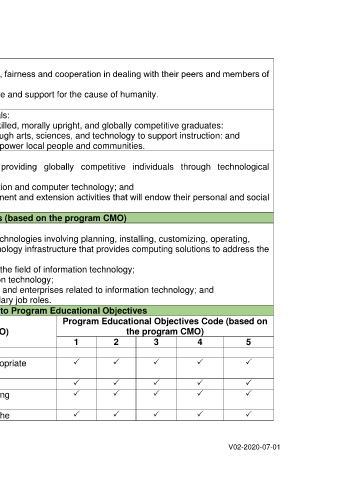 , fairness and cooperation in dealing with their peers and members of
e and support for the cause of humanity.
ls:
illed, morally upright, and globally competitive graduates:
ugh arts, sciences, and technology to support instruction: and
power local people and communities.
providing globally competitive individuals through technological
tion and computer technology; and
nent and extension activities that will endow their personal and social
s (based on the program CMO)
chnologies involving planning, installing, customizing, operating,
nology infrastructure that provides computing solutions to address the
the field of information technology;
on technology;
and enterprises related to information technology; and
dary job roles.
to Program Educational Objectives
Program Educational Objectives Code (based on
O) the program CMO)
1 2 3 4 5
opriate ✓ ✓ ✓ ✓ ✓
✓ ✓ ✓ ✓ ✓
ng ✓ ✓ ✓ ✓ ✓
he ✓ ✓ ✓ ✓ ✓
V02-2020-07-01